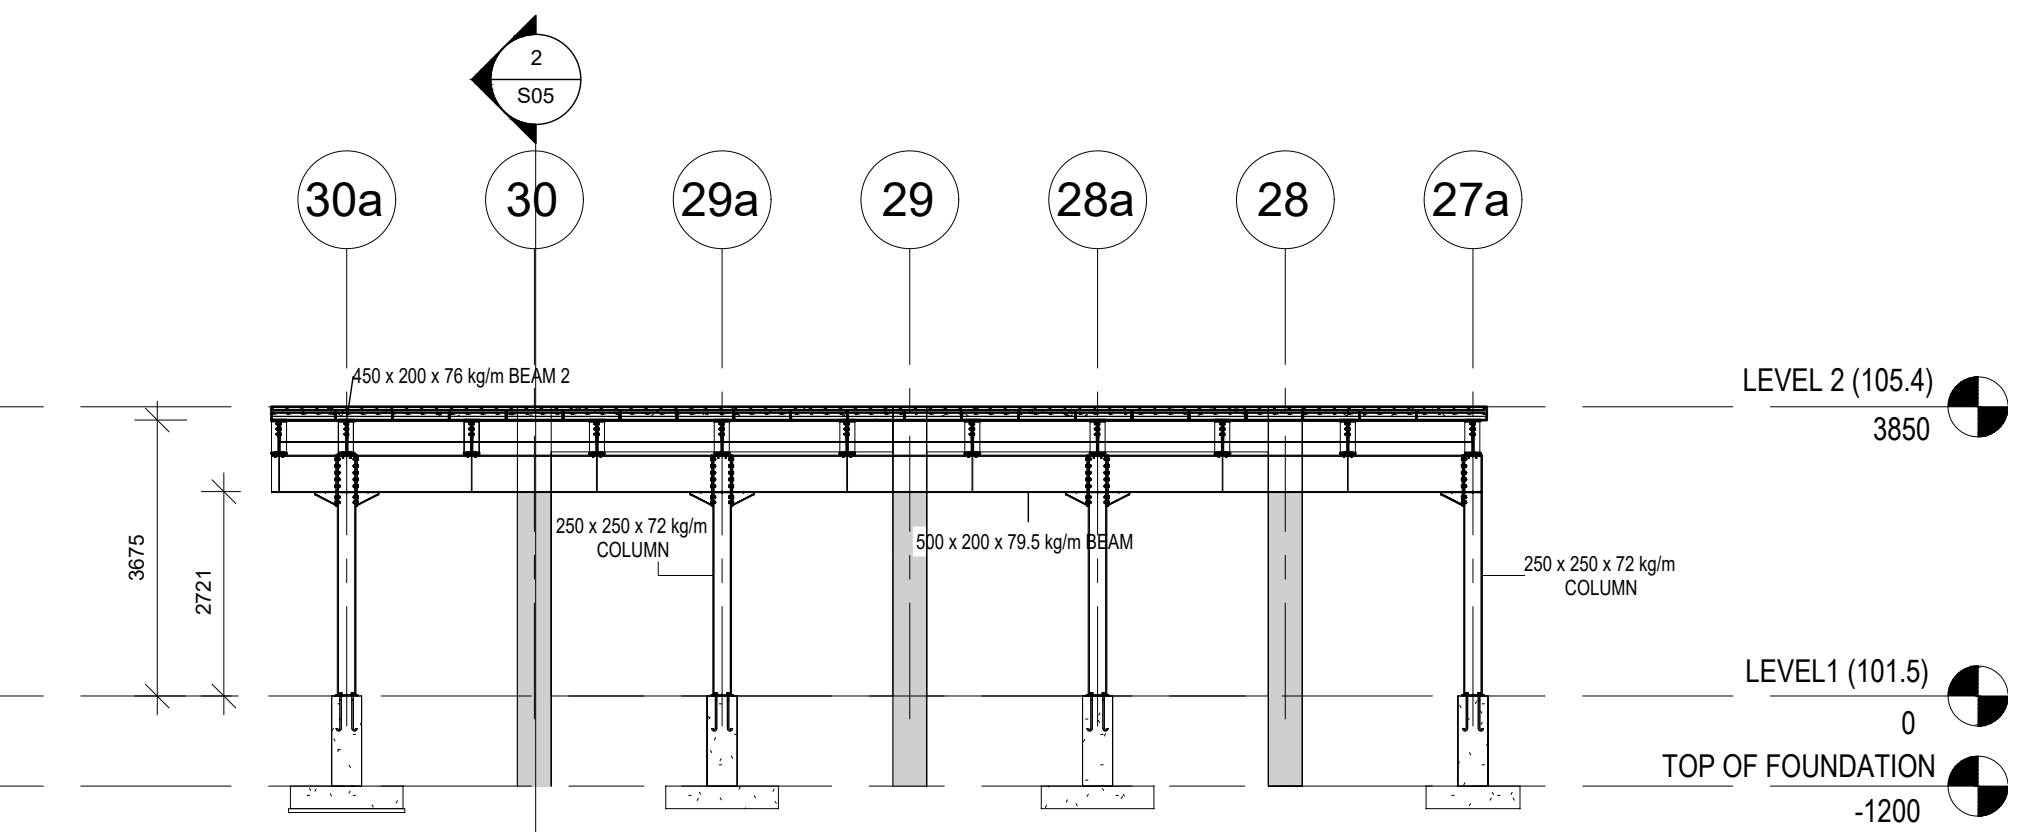 2
S05
30a
30
29a
29
28a
28
27a
450 x 200 x 76 kg/m BEAM 2
LEVEL 2 (105.4)
3850
3675
2721
250 x 250 x 72 kg/m
COLUMN
500 x 200 x 79.5 kg/m BEAM
250 x 250 x 72 kg/m
COLUMN
LEVEL1 (101.5)
0
TOP OF FOUNDATION
-1200